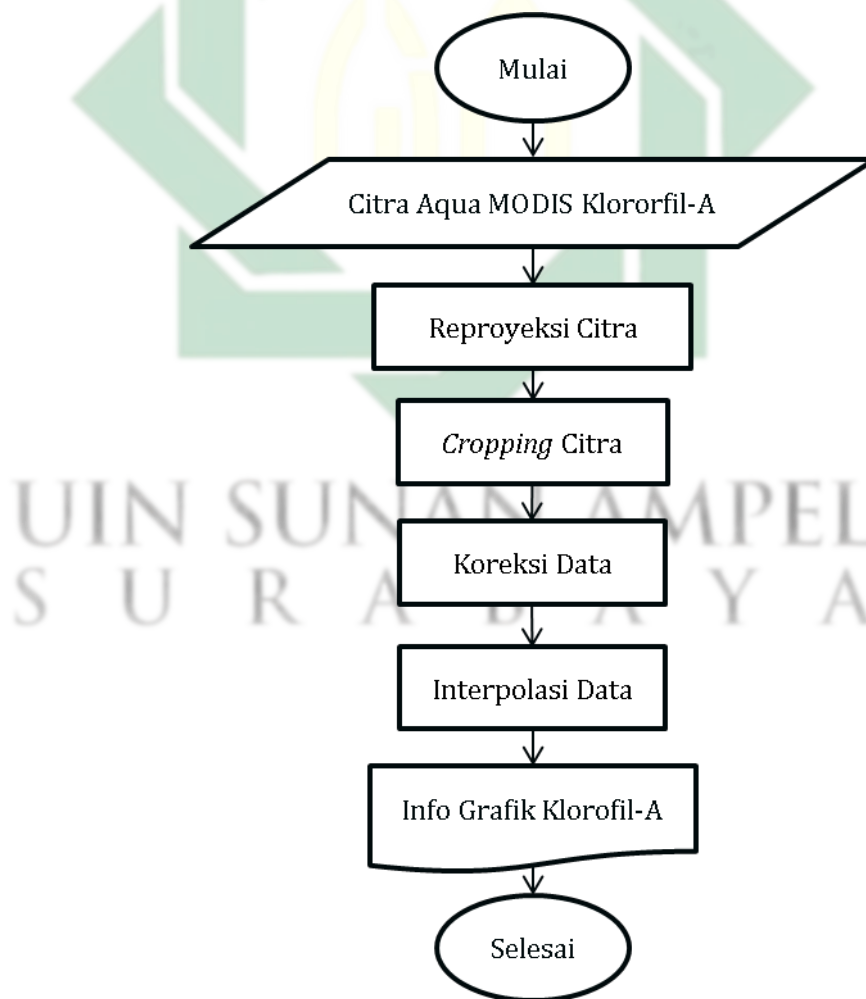 Mulai
Citra Aqua MODIS Klororfil-A
Reproyeksi Citra
Cropping Citra
UIN SUNAN AMPEL
Koreksi Data
SURABAYA
Interpolasi Data
Info Grafik Klorofil-A
Selesai